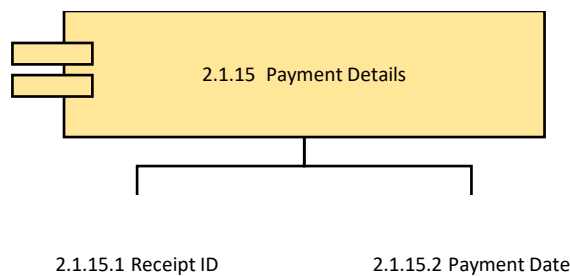 2.1.15 Payment Details
2.1.15.1 Receipt ID
2.1.15.2 Payment Date